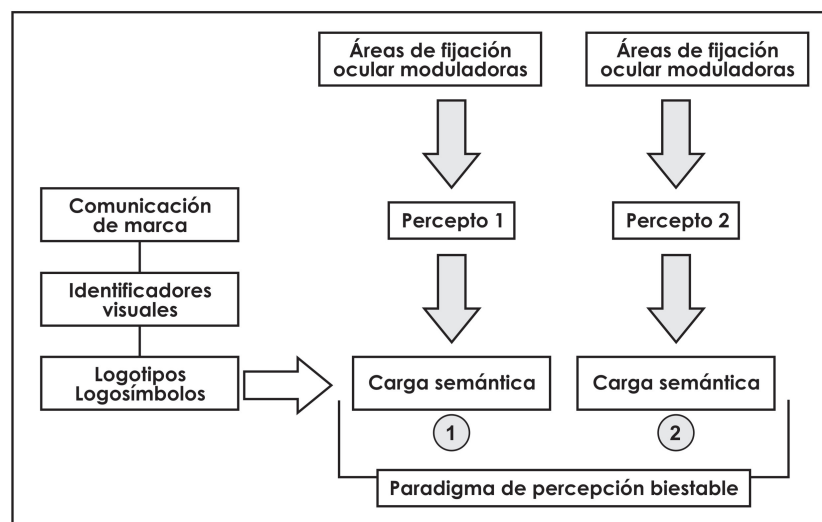 Áreas de fijación
ocular moduladoras
Áreas de fijación
ocular moduladoras
Comunicación
de marca
Percepto 1
Percepto 2
Identificadores
visuales
Logotipos
Logosímbolos
Carga semántica
Carga semántica
1
2
Paradigma de percepción biestable